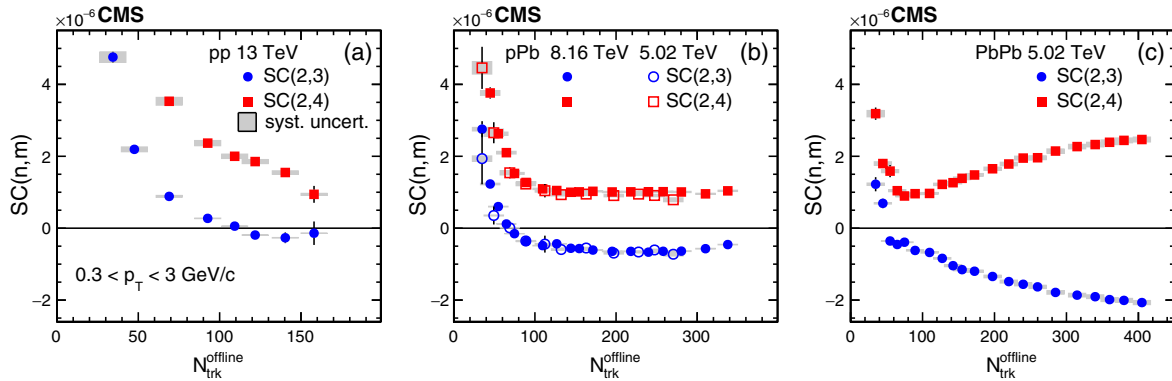 ×10⁻⁶ CMS
pp 13 TeV (a)
SC(2,3)
SC(2,4)
syst. uncert.
0.3 < p_T < 3 GeV/c
SC(n,m)
4
2
0
−2
0 50 100 150
N_trk^offline
×10⁻⁶ CMS
(b)
pPb 8.16 TeV 5.02 TeV
SC(2,3)
SC(2,4)
SC(n,m)
4
2
0
−2
0 100 200 300 400
N_trk^offline
×10⁻⁶ CMS
PbPb 5.02 TeV (c)
SC(2,3)
SC(2,4)
SC(n,m)
4
2
0
−2
0 100 200 300 400
N_trk^offline